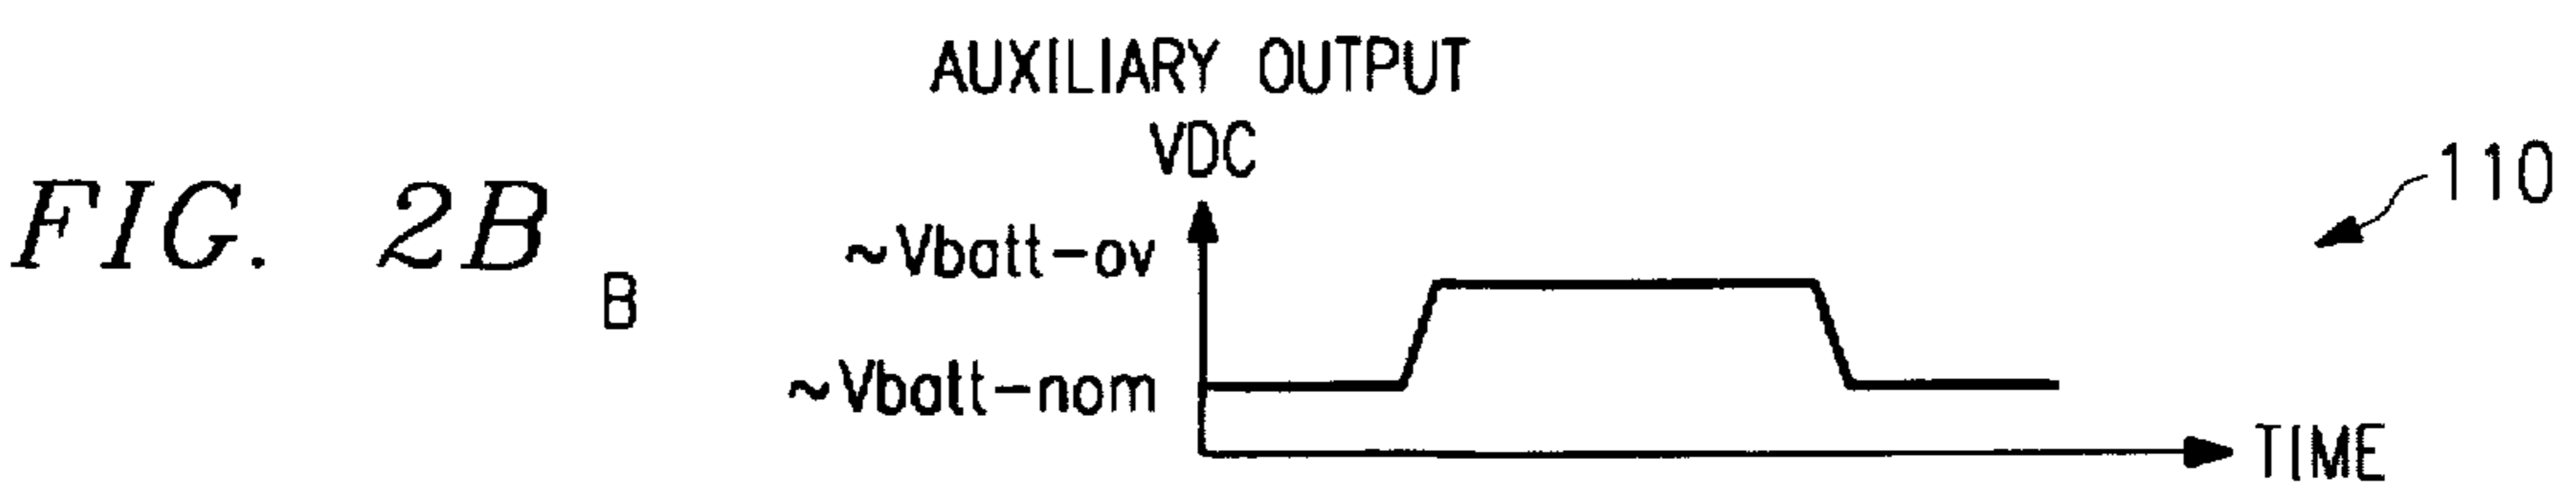 AUXILIARY OUTPUT
VDC
110
FIG. 2B
B
~Vbatt-ov
~Vbatt-nom
TIME